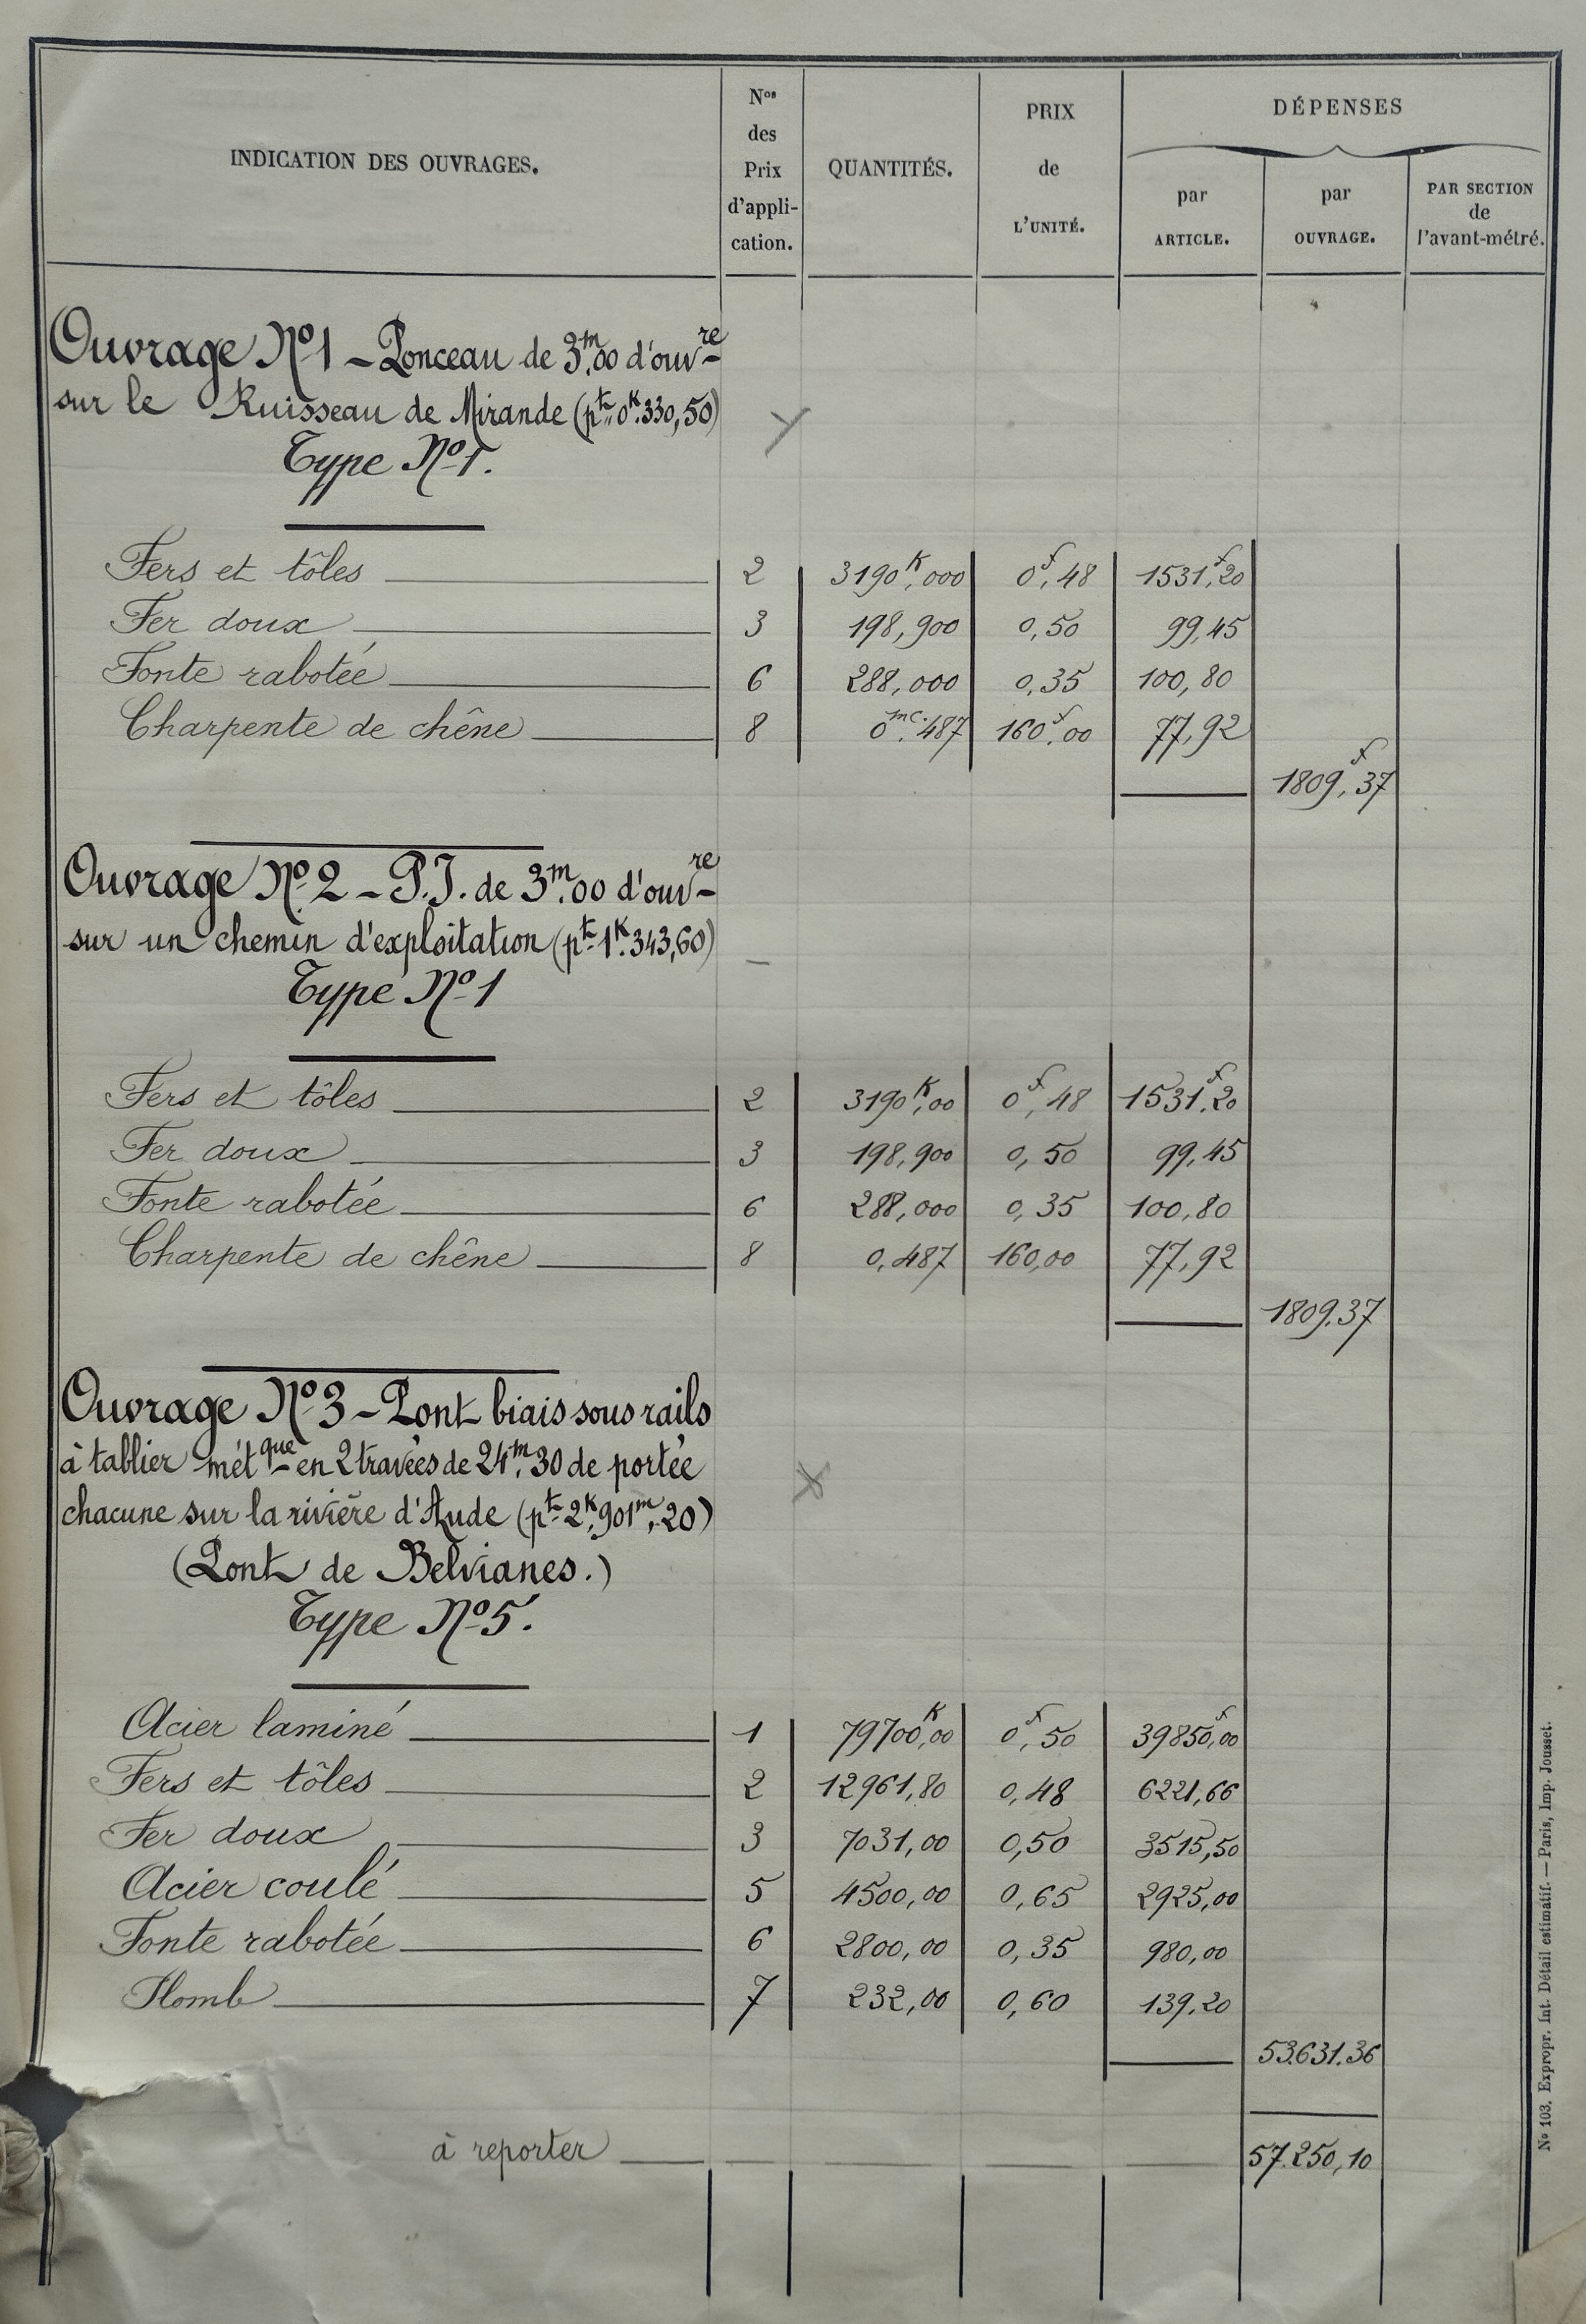 INDICATION DES OUVRAGES.
Nos des Prix d'appli-cation.
QUANTITÉS.
PRIX de L'UNITÉ.
DÉPENSES
par ARTICLE.
par OUVRAGE.
PAR SECTION de l'avant-métré.
Ouvrage No 1 - Ponceau de 3m,00 d'ouvre
sur le Ruisseau de Mirande (pt 0K.330,50)
Type No 1.
Fers et tôles 2 3190K,000 0f,48 1531f,20
Fer doux 3 198,900 0,50 99,45
Fonte rabotée 6 288,000 0,35 100,80
Charpente de chêne 8 0mc.487 160f,00 77,92
1809f,37
Ouvrage No 2 - P.I. de 3m,00 d'ouvre
sur un chemin d'exploitation (pt 1K.343,60)
Type No 1
Fers et tôles 2 3190K,00 0f,48 1531f,20
Fer doux 3 198,900 0,50 99,45
Fonte rabotée 6 288,000 0,35 100,80
Charpente de chêne 8 0,487 160,00 77,92
1809.37
Ouvrage No 3 - Pont biais sous rails
à tablier métque en 2 travées de 24m,30 de portée
chacune sur la rivière d'Aude (pt 2K,901m,20)
(Pont de Belvianes.)
Type No 5.
Acier laminé 1 79700K,00 0f,50 39850f,00
Fers et tôles 2 12961,80 0,48 6221,66
Fer doux 3 7031,00 0,50 3515,50
Acier coulé 5 4500,00 0,65 2925,00
Fonte rabotée 6 2800,00 0,35 980,00
Plomb 7 232,00 0,60 139.20
53.631.36
à reporter 57.250,10
No 103. Expropr. Int. Détail estimatif. — Paris, Imp. Jousset.